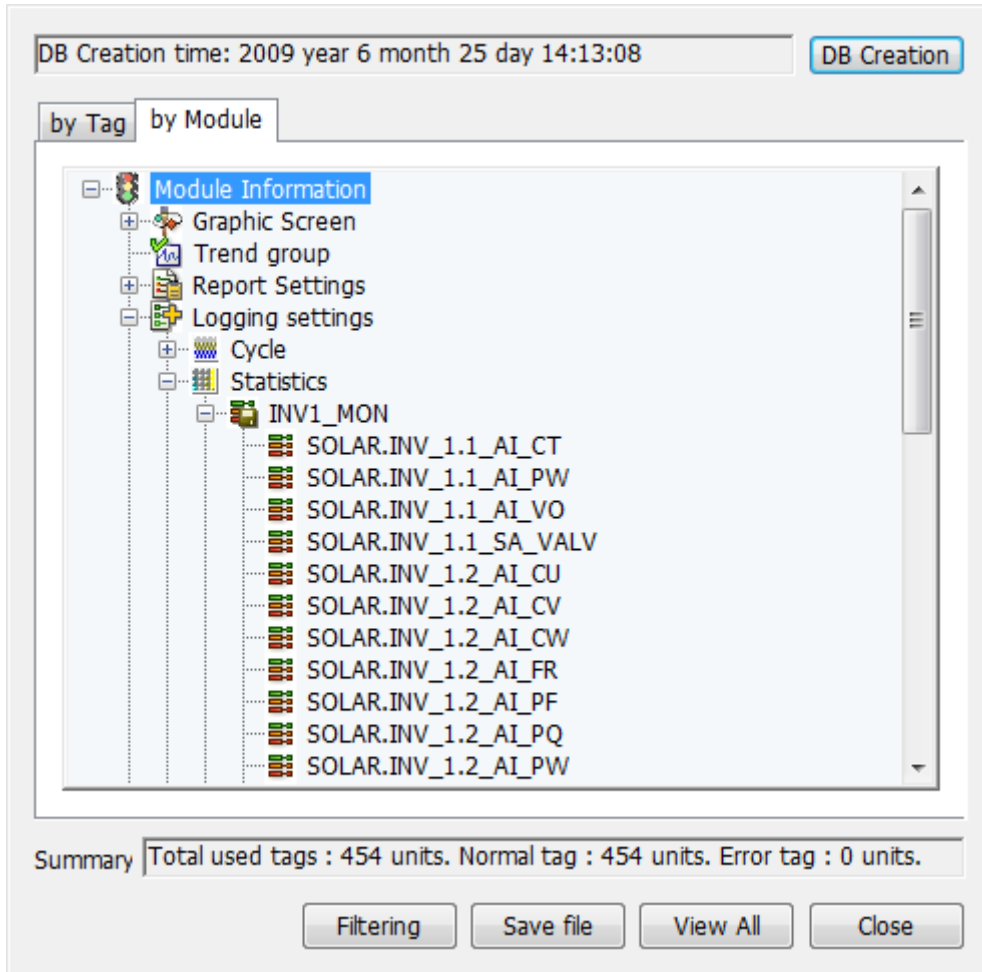 DB Creation time: 2009 year 6 month 25 day 14:13:08
DB Creation
by Tag
by Module
Module Information
Graphic Screen
Trend group
Report Settings
Logging settings
Cycle
Statistics
INV1_MON
SOLAR.INV_1.1_AI_CT
SOLAR.INV_1.1_AI_PW
SOLAR.INV_1.1_AI_VO
SOLAR.INV_1.1_SA_VALV
SOLAR.INV_1.2_AI_CU
SOLAR.INV_1.2_AI_CV
SOLAR.INV_1.2_AI_CW
SOLAR.INV_1.2_AI_FR
SOLAR.INV_1.2_AI_PF
SOLAR.INV_1.2_AI_PQ
SOLAR.INV_1.2_AI_PW
Summary Total used tags : 454 units. Normal tag : 454 units. Error tag : 0 units.
Filtering
Save file
View All
Close